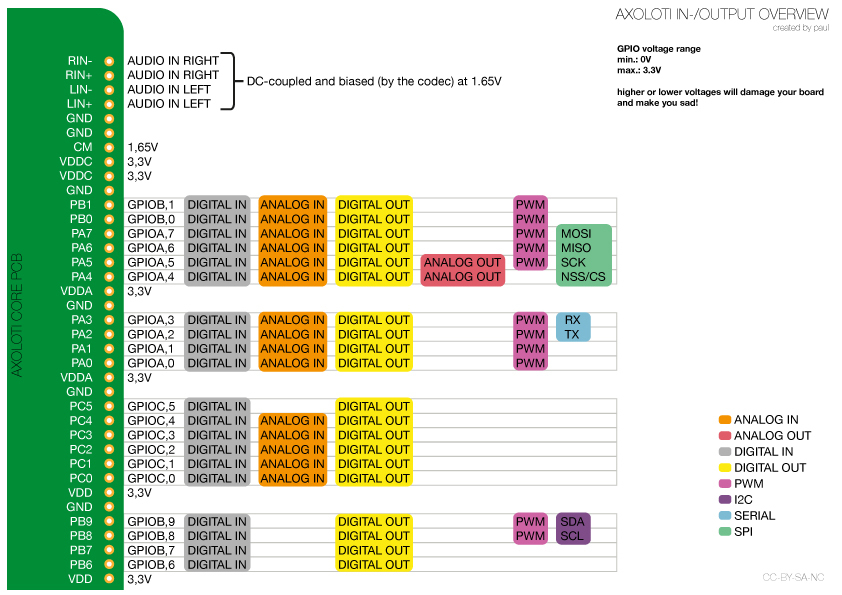 AXOLOTI IN-/OUTPUT OVERVIEW
created by paul
GPIO voltage range
min.: 0V
max.: 3.3V
higher or lower voltages will damage your board
and make you sad!
AXOLOTI CORE PCB
RIN- AUDIO IN RIGHT
RIN+ AUDIO IN RIGHT
DC-coupled and biased (by the codec) at 1.65V
LIN- AUDIO IN LEFT
LIN+ AUDIO IN LEFT
GND
GND
CM 1,65V
VDDC 3,3V
VDDC 3,3V
GND
PB1 GPIOB,1 DIGITAL IN ANALOG IN DIGITAL OUT PWM
PB0 GPIOB,0 DIGITAL IN ANALOG IN DIGITAL OUT PWM
PA7 GPIOA,7 DIGITAL IN ANALOG IN DIGITAL OUT PWM MOSI
PA6 GPIOA,6 DIGITAL IN ANALOG IN DIGITAL OUT PWM MISO
PA5 GPIOA,5 DIGITAL IN ANALOG IN DIGITAL OUT ANALOG OUT PWM SCK
PA4 GPIOA,4 DIGITAL IN ANALOG IN DIGITAL OUT ANALOG OUT NSS/CS
VDDA 3,3V
GND
PA3 GPIOA,3 DIGITAL IN ANALOG IN DIGITAL OUT PWM RX
PA2 GPIOA,2 DIGITAL IN ANALOG IN DIGITAL OUT PWM TX
PA1 GPIOA,1 DIGITAL IN ANALOG IN DIGITAL OUT PWM
PA0 GPIOA,0 DIGITAL IN ANALOG IN DIGITAL OUT PWM
VDDA 3,3V
GND
PC5 GPIOC,5 DIGITAL IN DIGITAL OUT
PC4 GPIOC,4 DIGITAL IN ANALOG IN DIGITAL OUT
PC3 GPIOC,3 DIGITAL IN ANALOG IN DIGITAL OUT
PC2 GPIOC,2 DIGITAL IN ANALOG IN DIGITAL OUT
PC1 GPIOC,1 DIGITAL IN ANALOG IN DIGITAL OUT
PC0 GPIOC,0 DIGITAL IN ANALOG IN DIGITAL OUT
VDD 3,3V
GND
PB9 GPIOB,9 DIGITAL IN DIGITAL OUT PWM SDA
PB8 GPIOB,8 DIGITAL IN DIGITAL OUT PWM SCL
PB7 GPIOB,7 DIGITAL IN DIGITAL OUT
PB6 GPIOB,6 DIGITAL IN DIGITAL OUT
VDD 3,3V
ANALOG IN
ANALOG OUT
DIGITAL IN
DIGITAL OUT
PWM
I2C
SERIAL
SPI
CC-BY-SA-NC